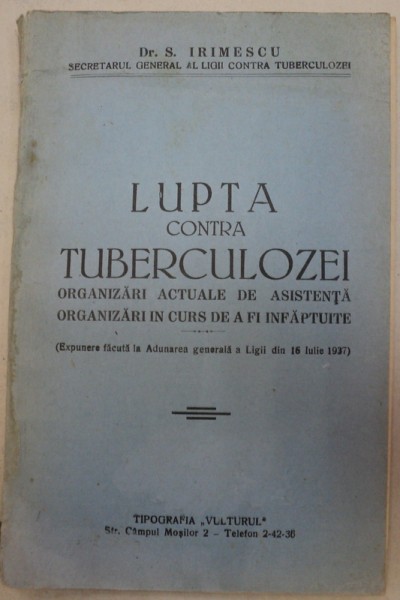 Dr. S. IRIMESCU
SECRETARUL GENERAL AL LIGII CONTRA TUBERCULOZEI
LUPTA
CONTRA
TUBERCULOZEI
ORGANIZĂRI ACTUALE DE ASISTENȚĂ
ORGANIZĂRI IN CURS DE A FI INFĂPTUITE
(Expunere făcută la Adunarea generală a Ligii din 16 Iulie 1937)
TIPOGRAFIA „VULTURUL"
Str. Câmpul Moșilor 2 – Telefon 2-42-36